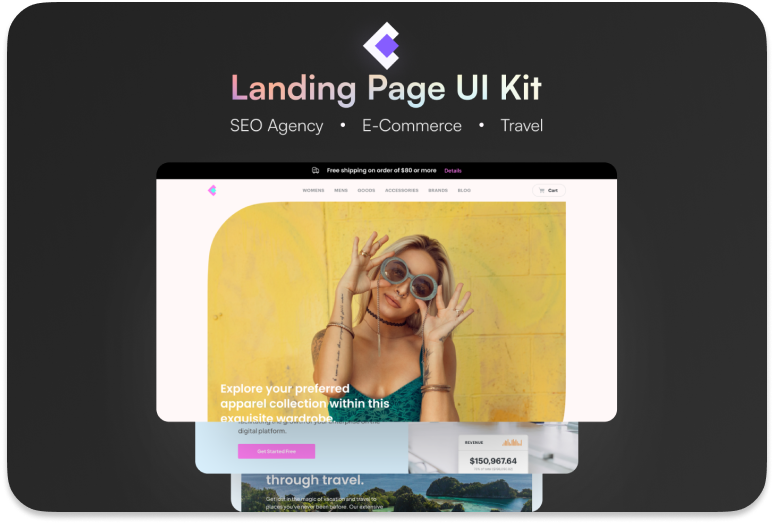 Landing Page UI Kit
SEO Agency • E-Commerce • Travel
Free shipping on order of $80 or more Details
WOMENS MENS GOODS ACCESSORIES BRANDS BLOG Cart
Explore your preferred
apparel collection within this
exquisite wardrobe
digital platform.
Get Started Free
REVENUE
$150,967.64
through travel.
Get lost in the magic of vacation and travel to
places you've never been before. Our extensive